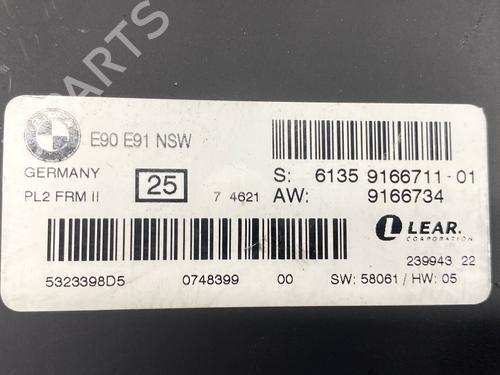 PARTS
E90 E91 NSW
GERMANY
PL2 FRM II
25
7 4621
S: 6135 9166711-01
AW: 9166734
LEAR.
CORPORATION
239943 22
5323398D5
0748399
00
SW: 58061 / HW: 05